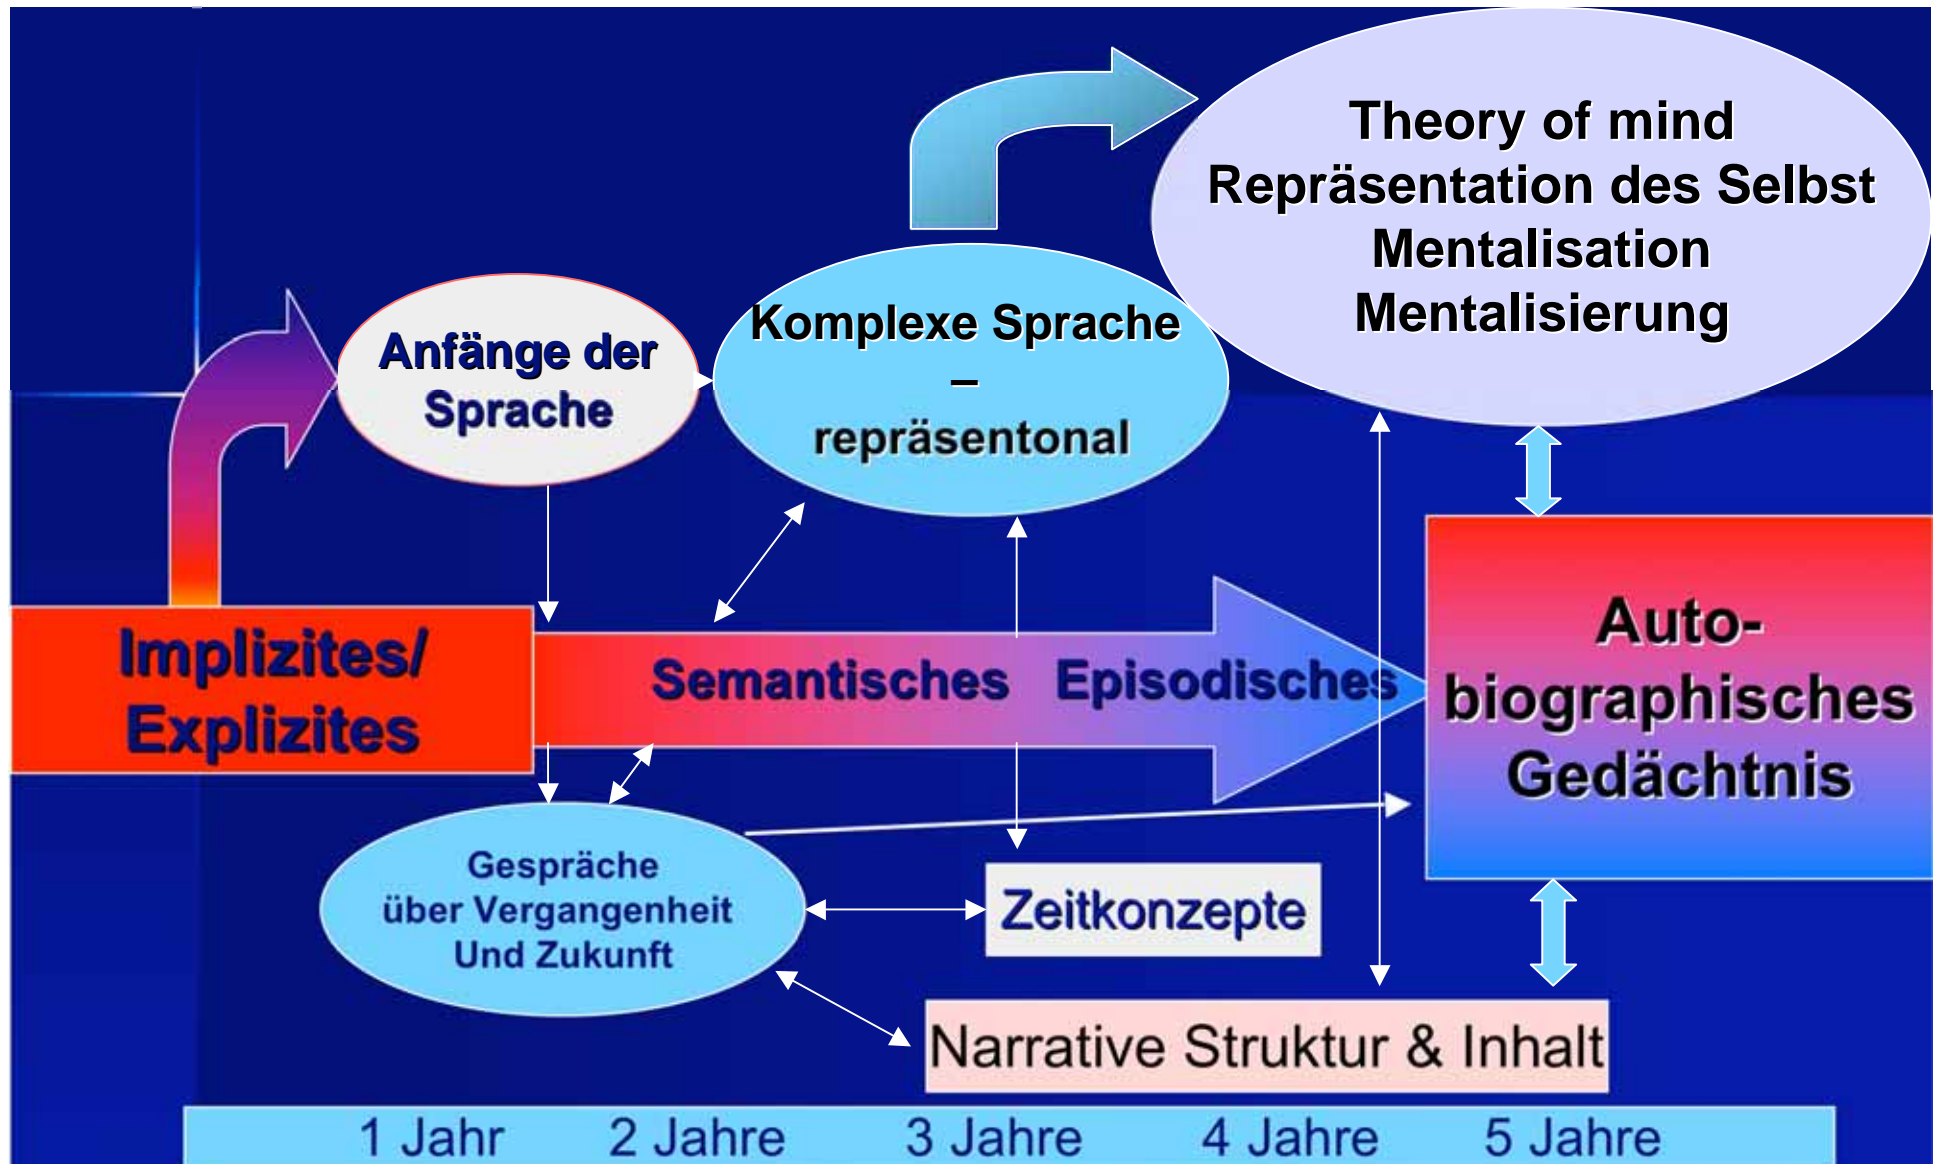 Theory of mind
Repräsentation des Selbst
Mentalisation
Mentalisierung
Komplexe Sprache
–
repräsentonal
Anfänge der
Sprache
Implizites/
Explizites
Semantisches Episodisches
Auto-
biographisches
Gedächtnis
Gespräche
über Vergangenheit
Und Zukunft
Zeitkonzepte
Narrative Struktur & Inhalt
1 Jahr 2 Jahre 3 Jahre 4 Jahre 5 Jahre